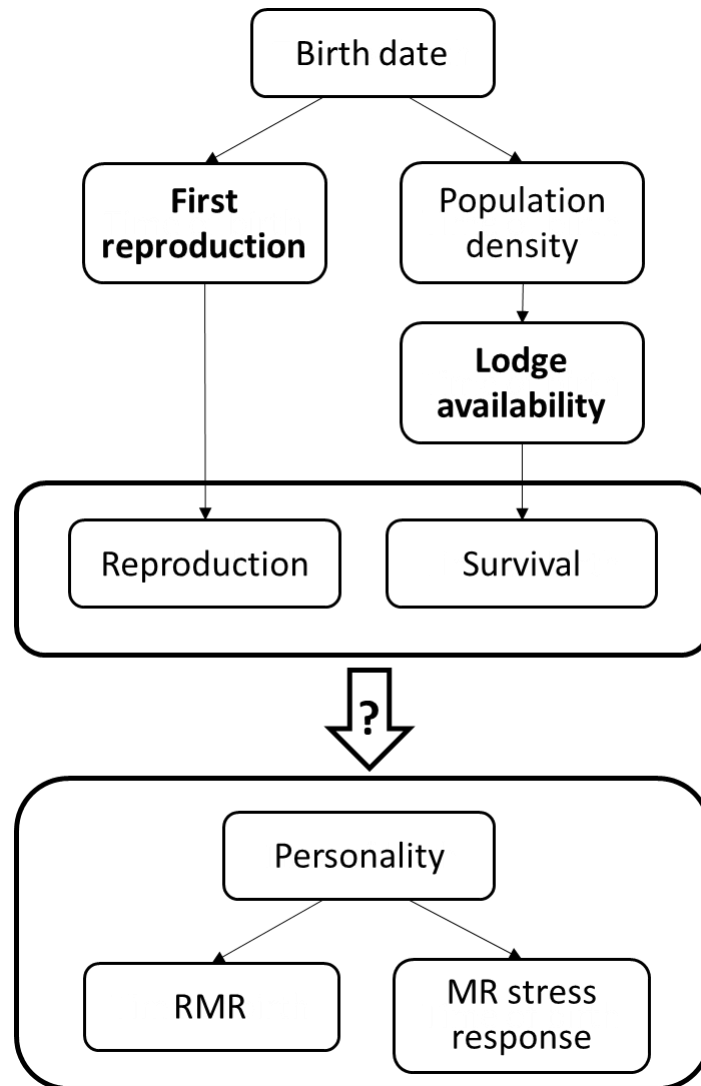 Birth date
First
reproduction
Population
density
Lodge
availability
Reproduction
Survival
?
Personality
RMR
MR stress
response